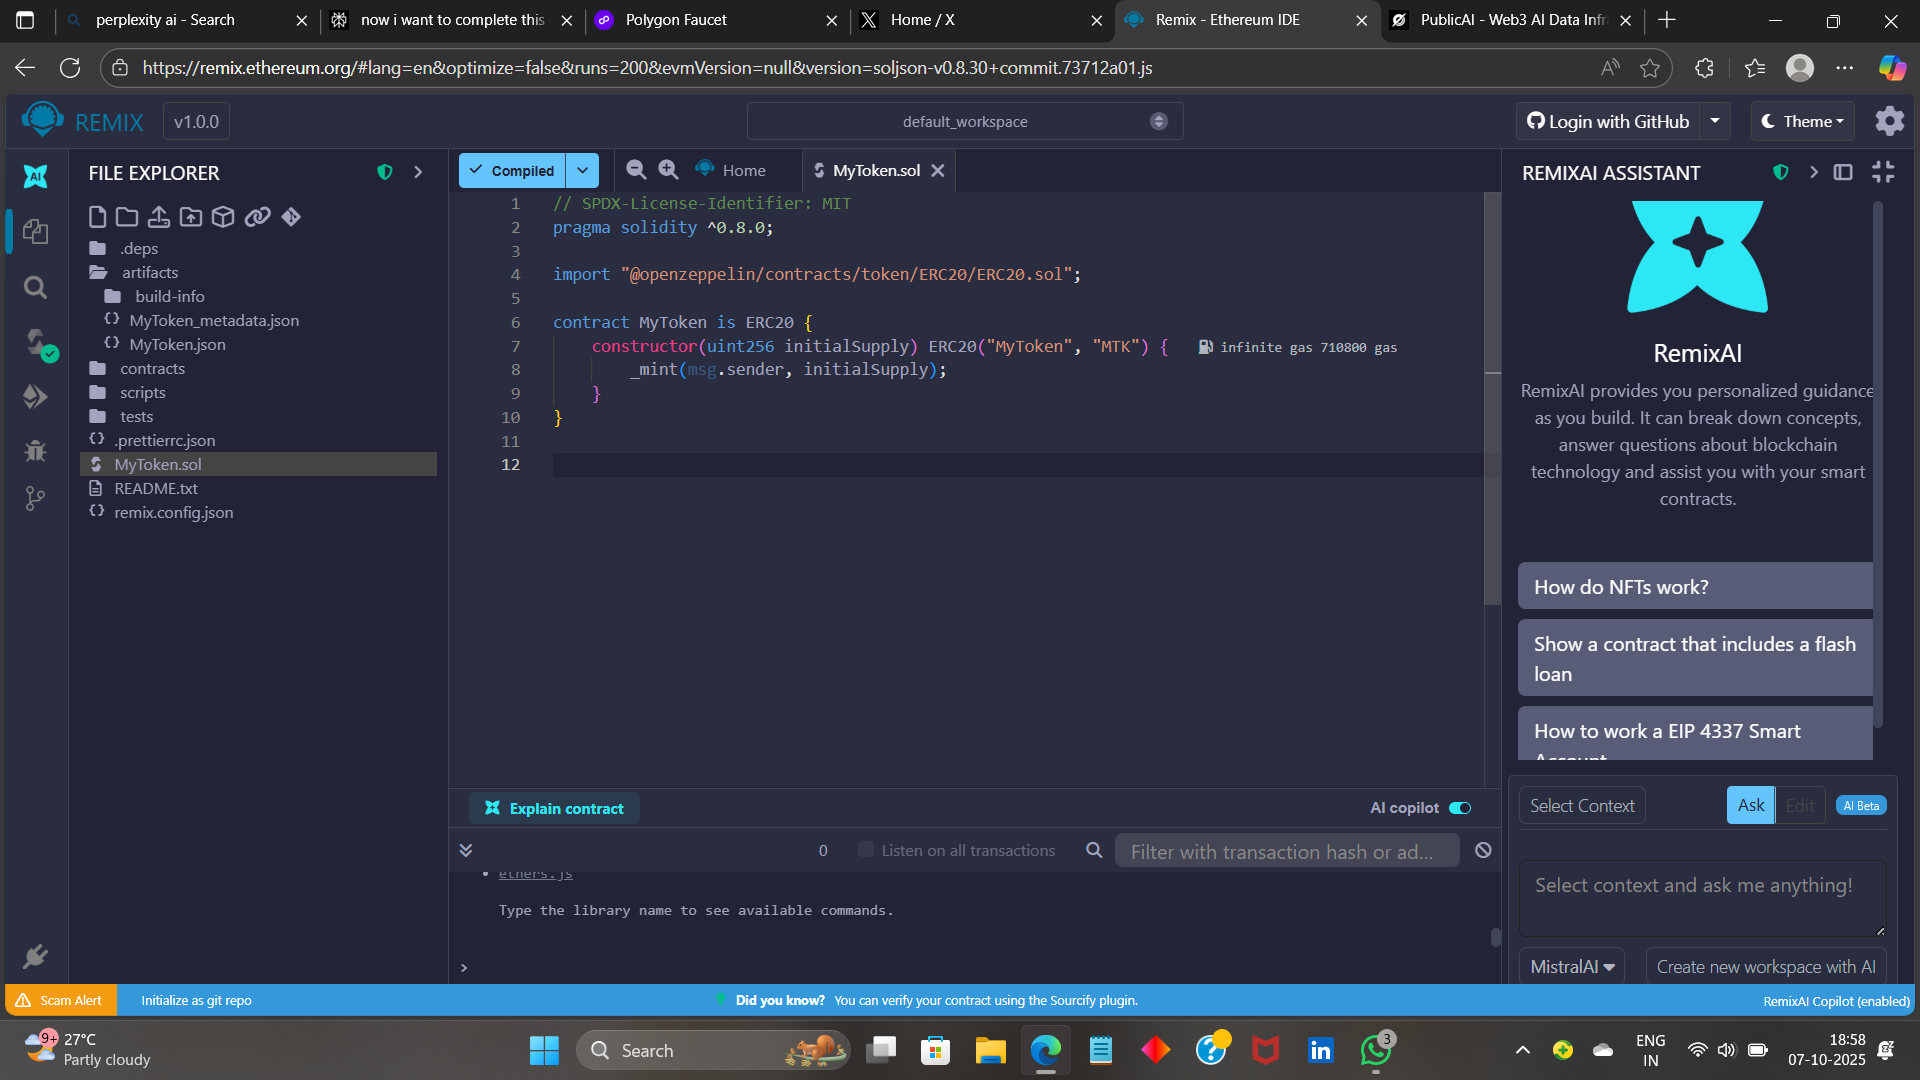 perplexity ai - Search
now i want to complete this
Polygon Faucet
Home / X
Remix - Ethereum IDE
PublicAI - Web3 AI Data Infr
https://remix.ethereum.org/#lang=en&optimize=false&runs=200&evmVersion=null&version=soljson-v0.8.30+commit.73712a01.js
REMIX
v1.0.0
default_workspace
Login with GitHub
Theme
AI
FILE EXPLORER
.deps
artifacts
build-info
MyToken_metadata.json
MyToken.json
contracts
scripts
tests
.prettierrc.json
MyToken.sol
README.txt
remix.config.json
Compiled
Home
MyToken.sol
1 // SPDX-License-Identifier: MIT
2 pragma solidity ^0.8.0;
3
4 import "@openzeppelin/contracts/token/ERC20/ERC20.sol";
5
6 contract MyToken is ERC20 {
7 constructor(uint256 initialSupply) ERC20("MyToken", "MTK") { infinite gas 710800 gas
8 _mint(msg.sender, initialSupply);
9 }
10 }
11
12
Explain contract
AI copilot
0
Listen on all transactions
Filter with transaction hash or ad...
ethers.js
Type the library name to see available commands.
>
REMIXAI ASSISTANT
RemixAI
RemixAI provides you personalized guidance
as you build. It can break down concepts,
answer questions about blockchain
technology and assist you with your smart
contracts.
How do NFTs work?
Show a contract that includes a flash
loan
How to work a EIP 4337 Smart
Account
Select Context
Ask
Edit
AI Beta
Select context and ask me anything!
MistralAI
Create new workspace with AI
Scam Alert
Initialize as git repo
Did you know? You can verify your contract using the Sourcify plugin.
RemixAI Copilot (enabled)
9+
27°C
Partly cloudy
Search
3
ENG
IN
18:58
07-10-2025